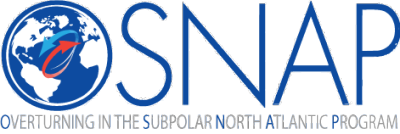 OSNAP
OVERTURNING IN THE SUBPOLAR NORTH ATLANTIC PROGRAM